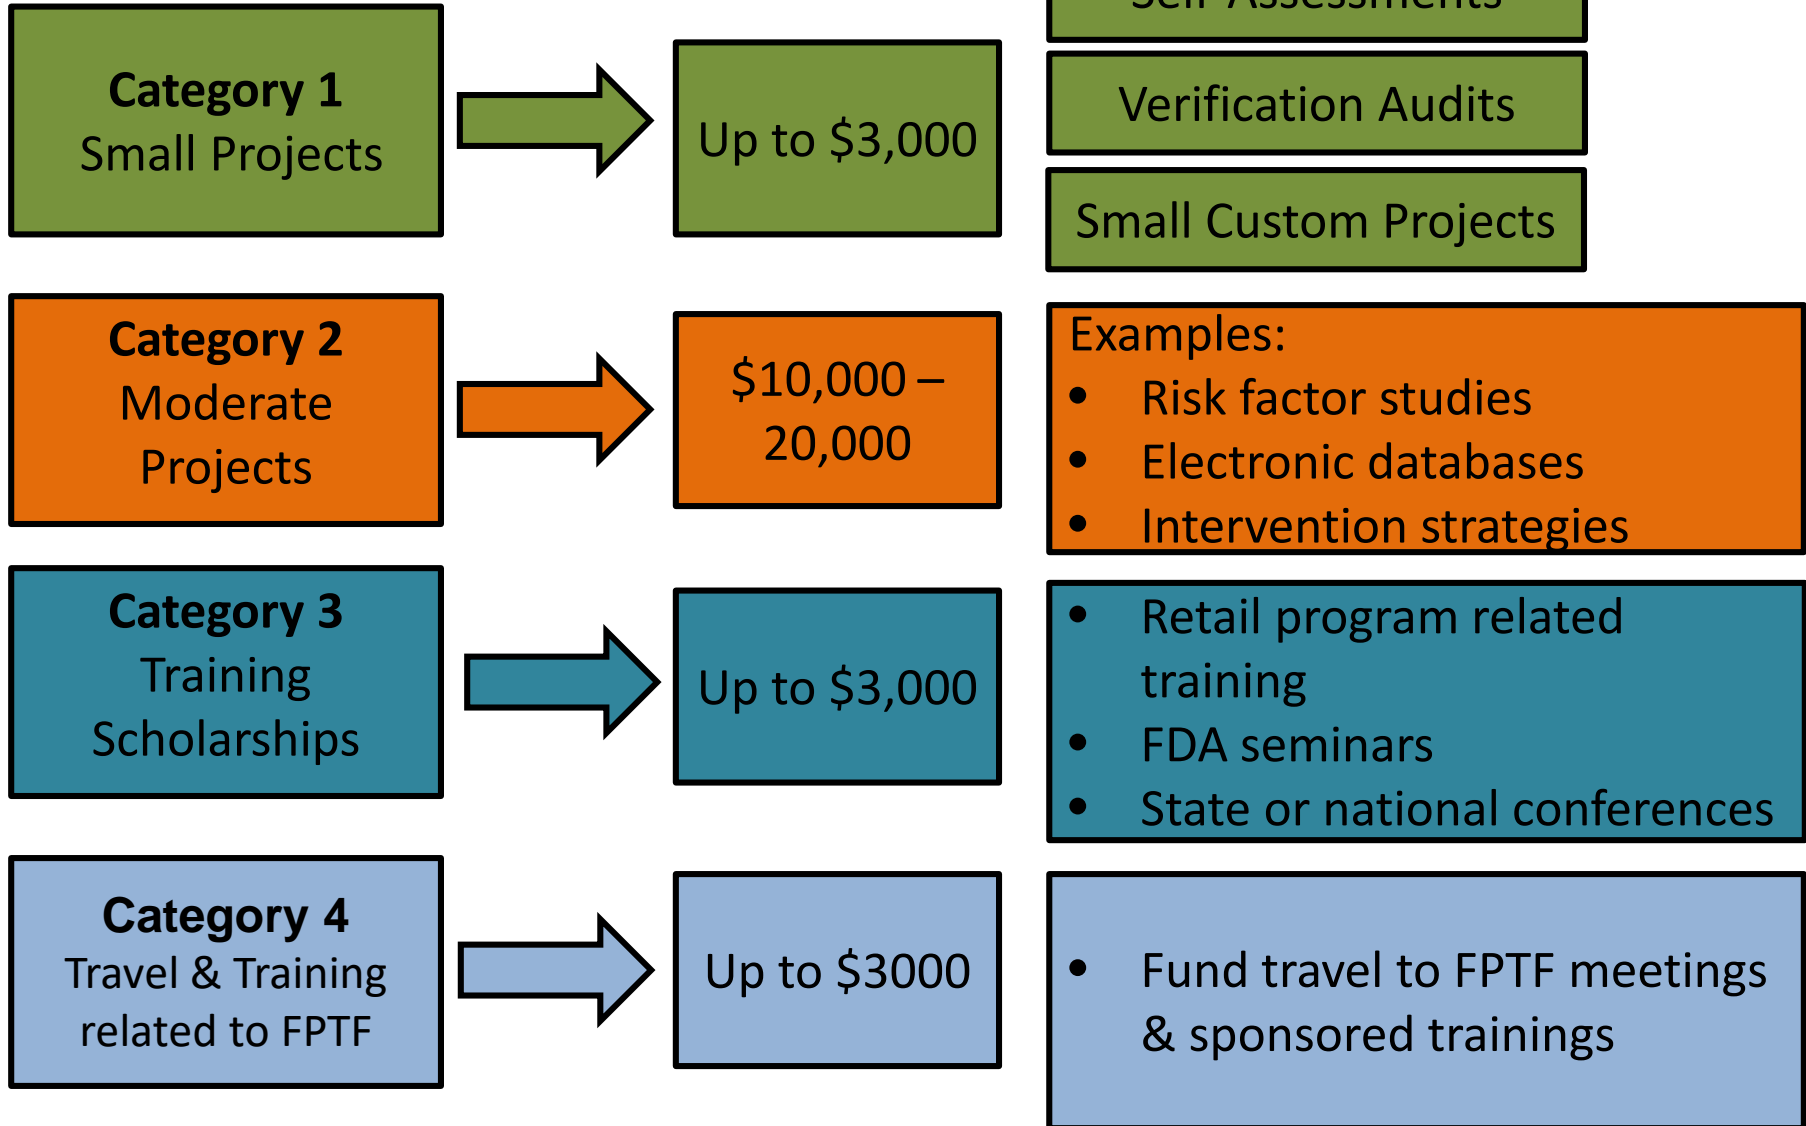 Self Assessments
Category 1
Small Projects
Up to $3,000
Verification Audits
Small Custom Projects
Category 2
Moderate
Projects
$10,000 –
20,000
Examples:
• Risk factor studies
• Electronic databases
• Intervention strategies
Category 3
Training
Scholarships
Up to $3,000
• Retail program related
training
• FDA seminars
• State or national conferences
Category 4
Travel & Training
related to FPTF
Up to $3000
• Fund travel to FPTF meetings
& sponsored trainings